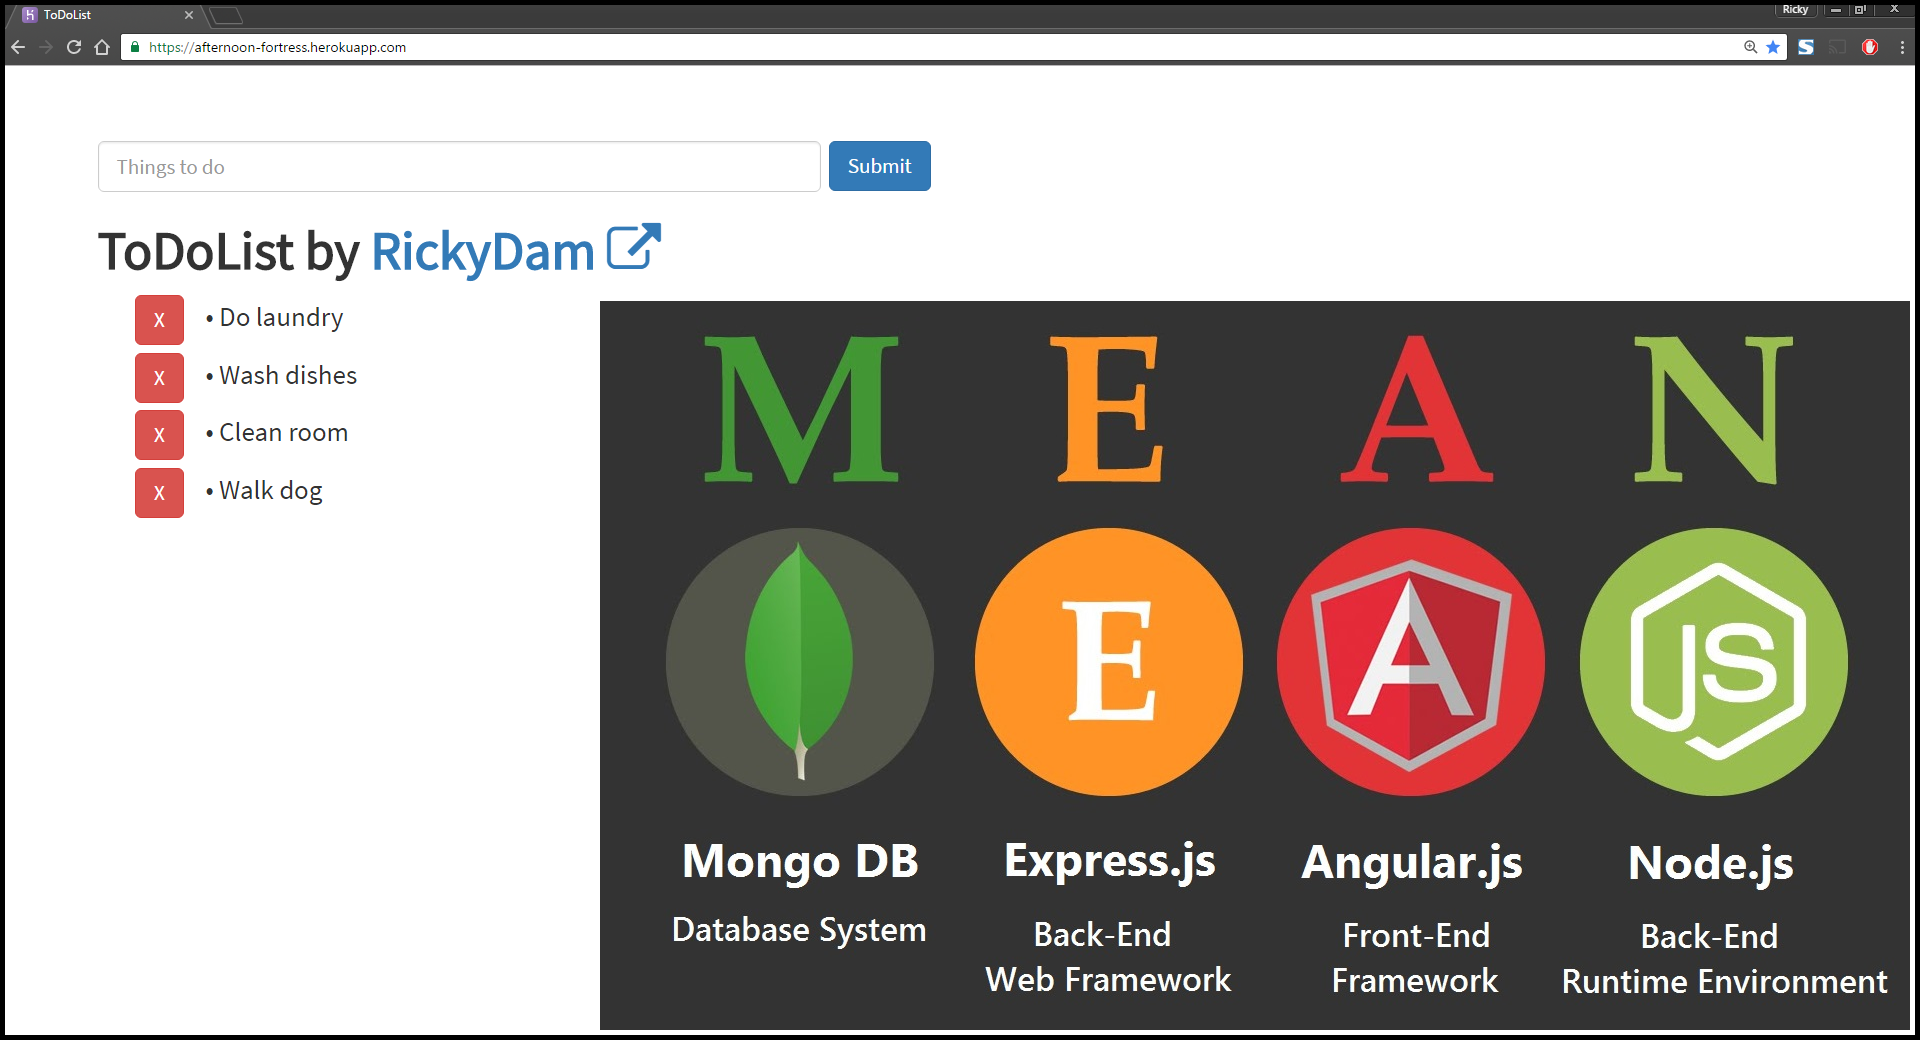 ToDoList
Ricky
https://afternoon-fortress.herokuapp.com
Things to do
Submit
ToDoList by RickyDam
X • Do laundry
X • Wash dishes
X • Clean room
X • Walk dog
M E A N
E A JS
Mongo DB Express.js Angular.js Node.js
Database System Back-End Front-End Back-End
Web Framework Framework Runtime Environment